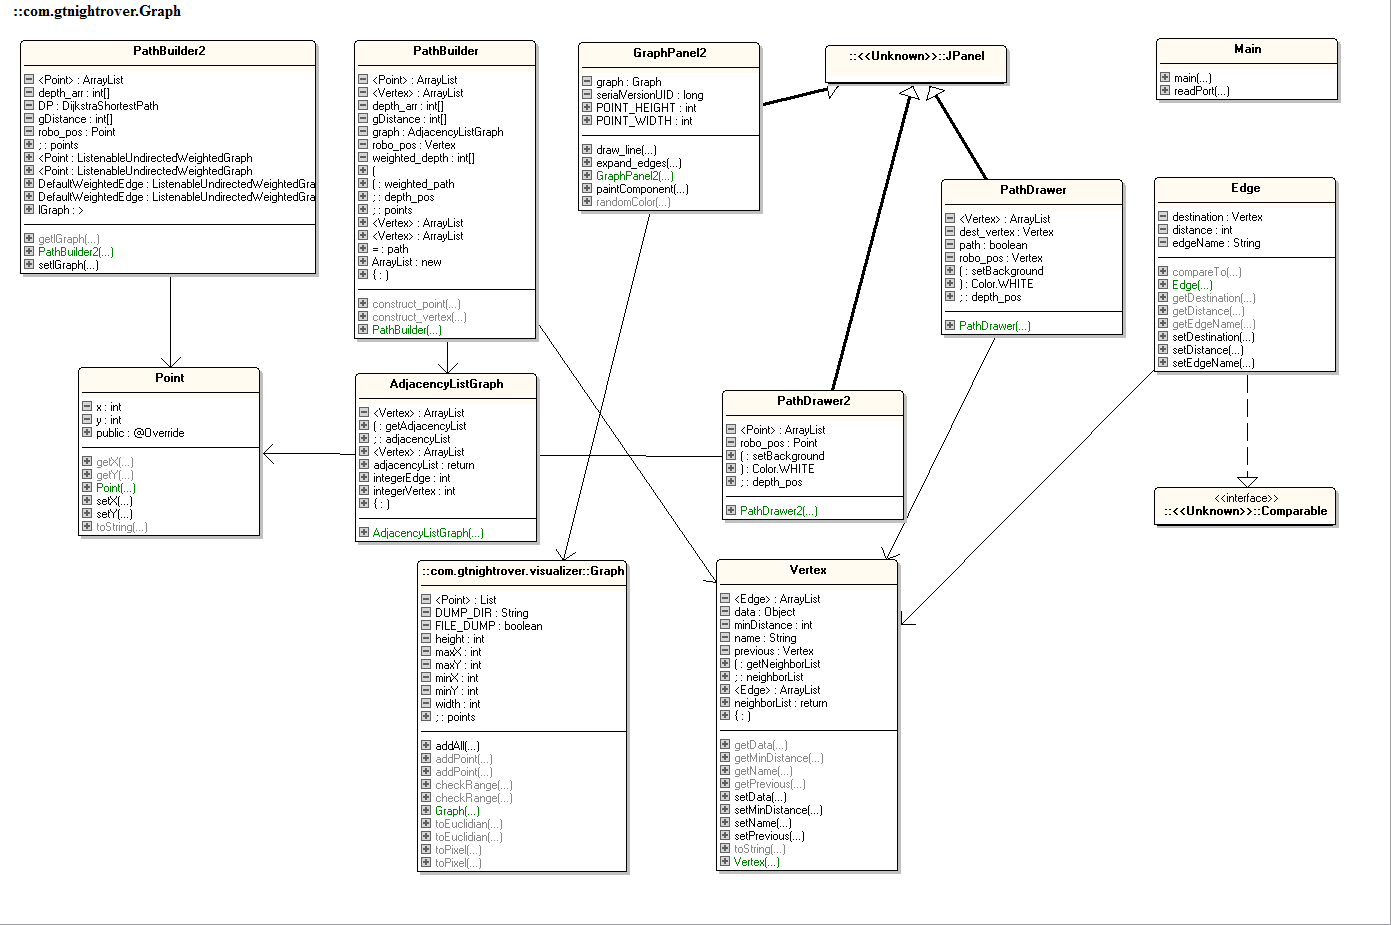 ::com.gtnightrover.Graph
PathBuilder2
<Point> : ArrayList
depth_arr : int[]
DP : DijkstraShortestPath
gDistance : int[]
robo_pos : Point
; : points
<Point : ListenableUndirectedWeightedGraph
<Point : ListenableUndirectedWeightedGraph
DefaultWeightedEdge : ListenableUndirectedWeightedGra
DefaultWeightedEdge : ListenableUndirectedWeightedGra
lGraph : >
getlGraph(...)
PathBuilder2(...)
setlGraph(...)
PathBuilder
<Point> : ArrayList
<Vertex> : ArrayList
depth_arr : int[]
gDistance : int[]
graph : AdjacencyListGraph
robo_pos : Vertex
weighted_depth : int[]
(
( : weighted_path
; : depth_pos
; : points
<Vertex> : ArrayList
<Vertex> : ArrayList
= : path
ArrayList : new
{ : )
construct_point(...)
construct_vertex(...)
PathBuilder(...)
GraphPanel2
graph : Graph
serialVersionUID : long
POINT_HEIGHT : int
POINT_WIDTH : int
draw_line(...)
expand_edges(...)
GraphPanel2(...)
paintComponent(...)
randomColor(...)
::<<Unknown>>::JPanel
Main
main(...)
readPort(...)
PathDrawer
<Vertex> : ArrayList
dest_vertex : Vertex
path : boolean
robo_pos : Vertex
( : setBackground
) : Color.WHITE
; : depth_pos
PathDrawer(...)
Edge
destination : Vertex
distance : int
edgeName : String
compareTo(...)
Edge(...)
getDestination(...)
getDistance(...)
getEdgeName(...)
setDestination(...)
setDistance(...)
setEdgeName(...)
Point
x : int
y : int
public : @Override
getX(...)
getY(...)
Point(...)
setX(...)
setY(...)
toString(...)
AdjacencyListGraph
<Vertex> : ArrayList
( : getAdjacencyList
; : adjacencyList
<Vertex> : ArrayList
adjacencyList : return
integerEdge : int
integerVertex : int
{ : )
AdjacencyListGraph(...)
PathDrawer2
<Point> : ArrayList
robo_pos : Point
( : setBackground
) : Color.WHITE
; : depth_pos
PathDrawer2(...)
<<interface>>
::<<Unknown>>::Comparable
::com.gtnightrover.visualizer::Graph
<Point> : List
DUMP_DIR : String
FILE_DUMP : boolean
height : int
maxX : int
maxY : int
minX : int
minY : int
width : int
; : points
addAll(...)
addPoint(...)
addPoint(...)
checkRange(...)
checkRange(...)
Graph(...)
toEuclidian(...)
toEuclidian(...)
toPixel(...)
toPixel(...)
Vertex
<Edge> : ArrayList
data : Object
minDistance : int
name : String
previous : Vertex
( : getNeighborList
; : neighborList
<Edge> : ArrayList
neighborList : return
{ : )
getData(...)
getMinDistance(...)
getName(...)
getPrevious(...)
setData(...)
setMinDistance(...)
setName(...)
setPrevious(...)
toString(...)
Vertex(...)